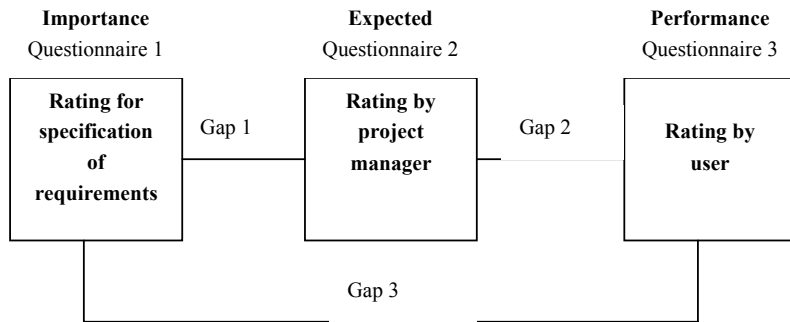 Importance
Questionnaire 1
Expected
Questionnaire 2
Performance
Questionnaire 3
Rating for
specification
of
requirements
Gap 1
Rating by
project
manager
Gap 2
Rating by
user
Gap 3